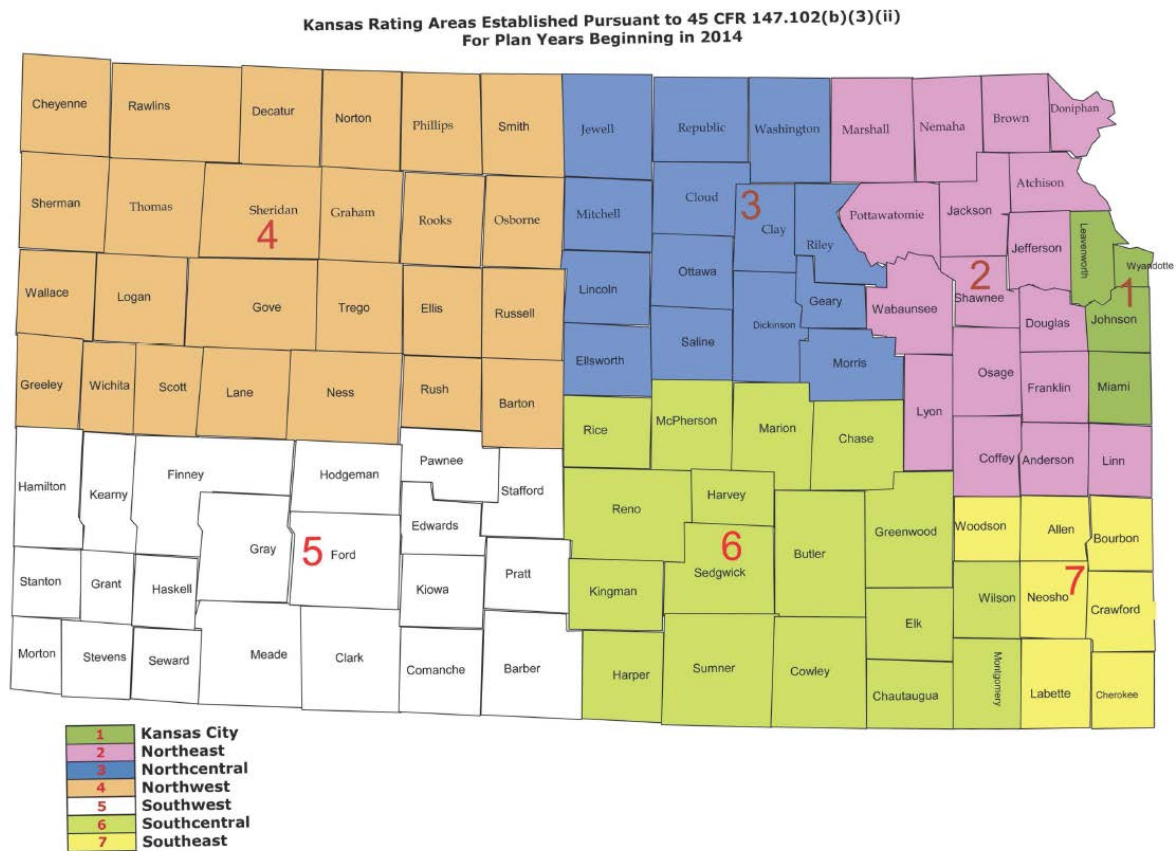 Kansas Rating Areas Established Pursuant to 45 CFR 147.102(b)(3)(ii)
For Plan Years Beginning in 2014
Cheyenne
Rawlins
Decatur
Norton
Phillips
Smith
Jewell
Republic
Washington
Marshall
Nemaha
Brown
Doniphan
Sherman
Thomas
Sheridan
4
Graham
Rooks
Osborne
Mitchell
Cloud
3
Clay
Riley
Pottawatomie
Jackson
Atchison
Jefferson
Leavenworth
Wyandotte
1
Wallace
Logan
Gove
Trego
Ellis
Russell
Lincoln
Ottawa
Dickinson
Geary
Wabaunsee
2
Shawnee
Douglas
Johnson
Greeley
Wichita
Scott
Lane
Ness
Rush
Barton
Ellsworth
Saline
Morris
Lyon
Osage
Franklin
Miami
Hamilton
Kearny
Finney
Hodgeman
Pawnee
Stafford
Rice
McPherson
Marion
Chase
Coffey
Anderson
Linn
Gray
5
Ford
Edwards
Reno
Harvey
6
Sedgwick
Butler
Greenwood
Woodson
Allen
Bourbon
Stanton
Grant
Haskell
Kiowa
Pratt
Kingman
Elk
Wilson
Neosho
7
Crawford
Morton
Stevens
Seward
Meade
Clark
Comanche
Barber
Harper
Sumner
Cowley
Chautaugua
Montgomery
Labette
Cherokee
1 Kansas City
2 Northeast
3 Northcentral
4 Northwest
5 Southwest
6 Southcentral
7 Southeast